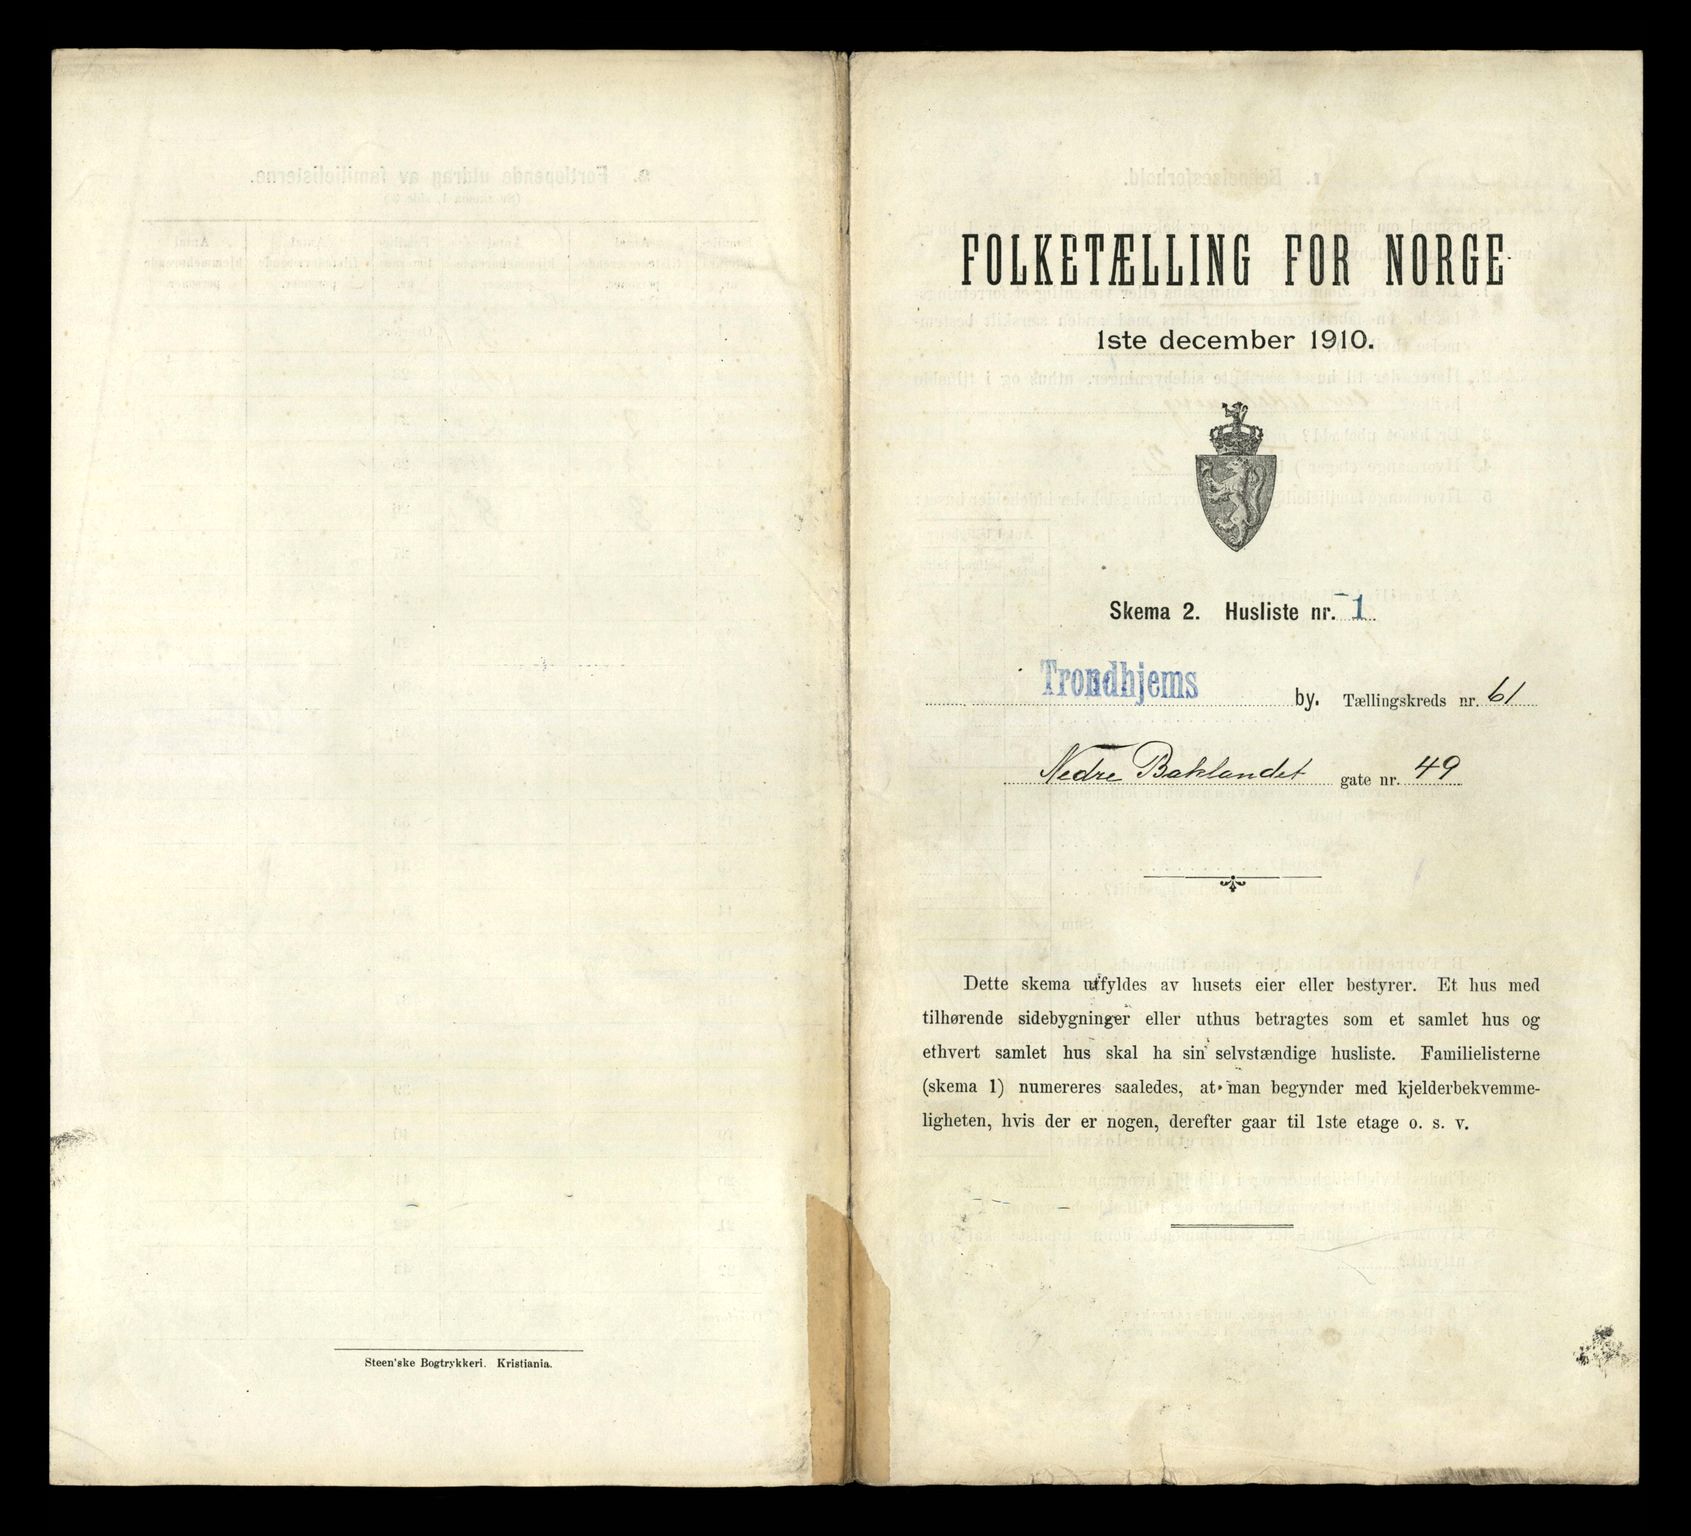 FOLKETÆLLING FOR NORGE
1ste december 1910.
Skema 2. Husliste nr. 1
Trondhjems by. Tællingskreds nr. 61
Nedre Baklandet gate nr. 49
Dette skema utfyldes av husets eier eller bestyrer. Et hus med
tilhørende sidebygninger eller uthus betragtes som et samlet hus og
ethvert samlet hus skal ha sin selvstændige husliste. Familielisterne
(skema 1) numereres saaledes, at man begynder med kjelderbekvemme-
ligheten, hvis der er nogen, derefter gaar til 1ste etage o. s. v.
Steen'ske Bogtrykkeri. Kristiania.